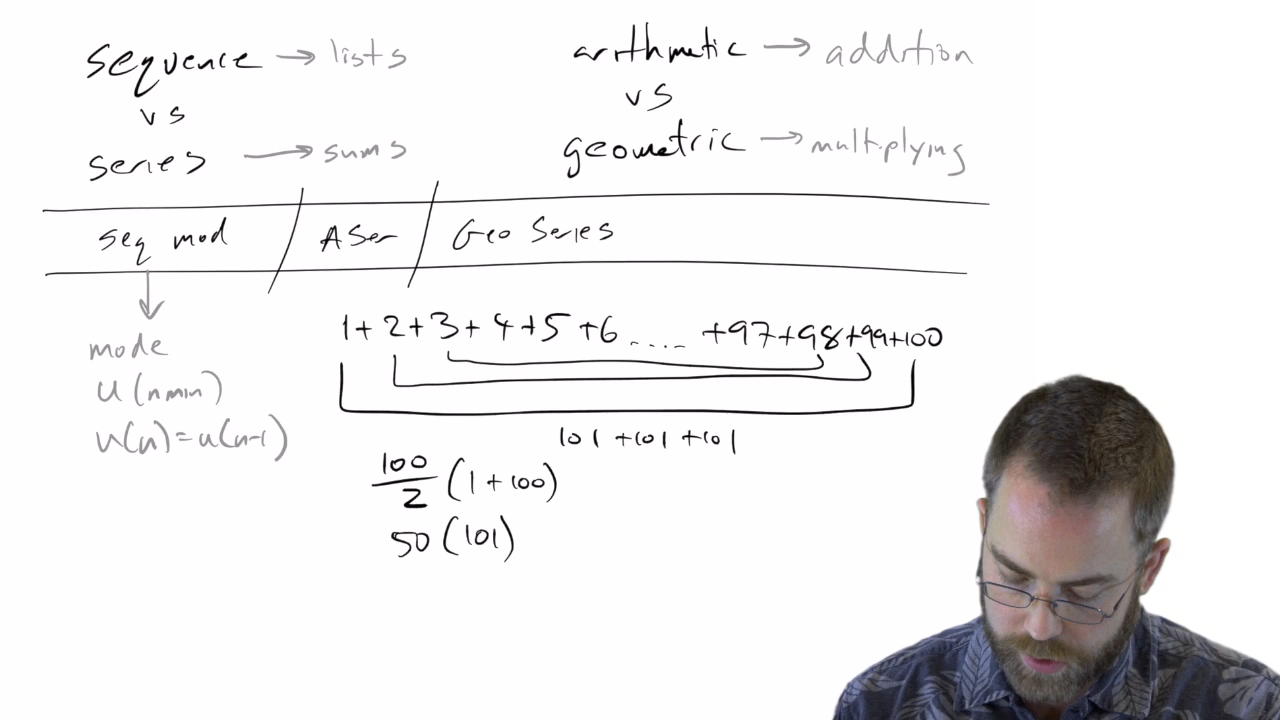 sequence → lists
vs
series → sums
arithmetic → addition
vs
geometric → multiplying
seq mod / A Ser / Geo Series
mode
u(nmin)
u(n)=u(n-1)
1+2+3+4+5+6.....+97+98+99+100
101+101+101
100/2 (1+100)
50(101)